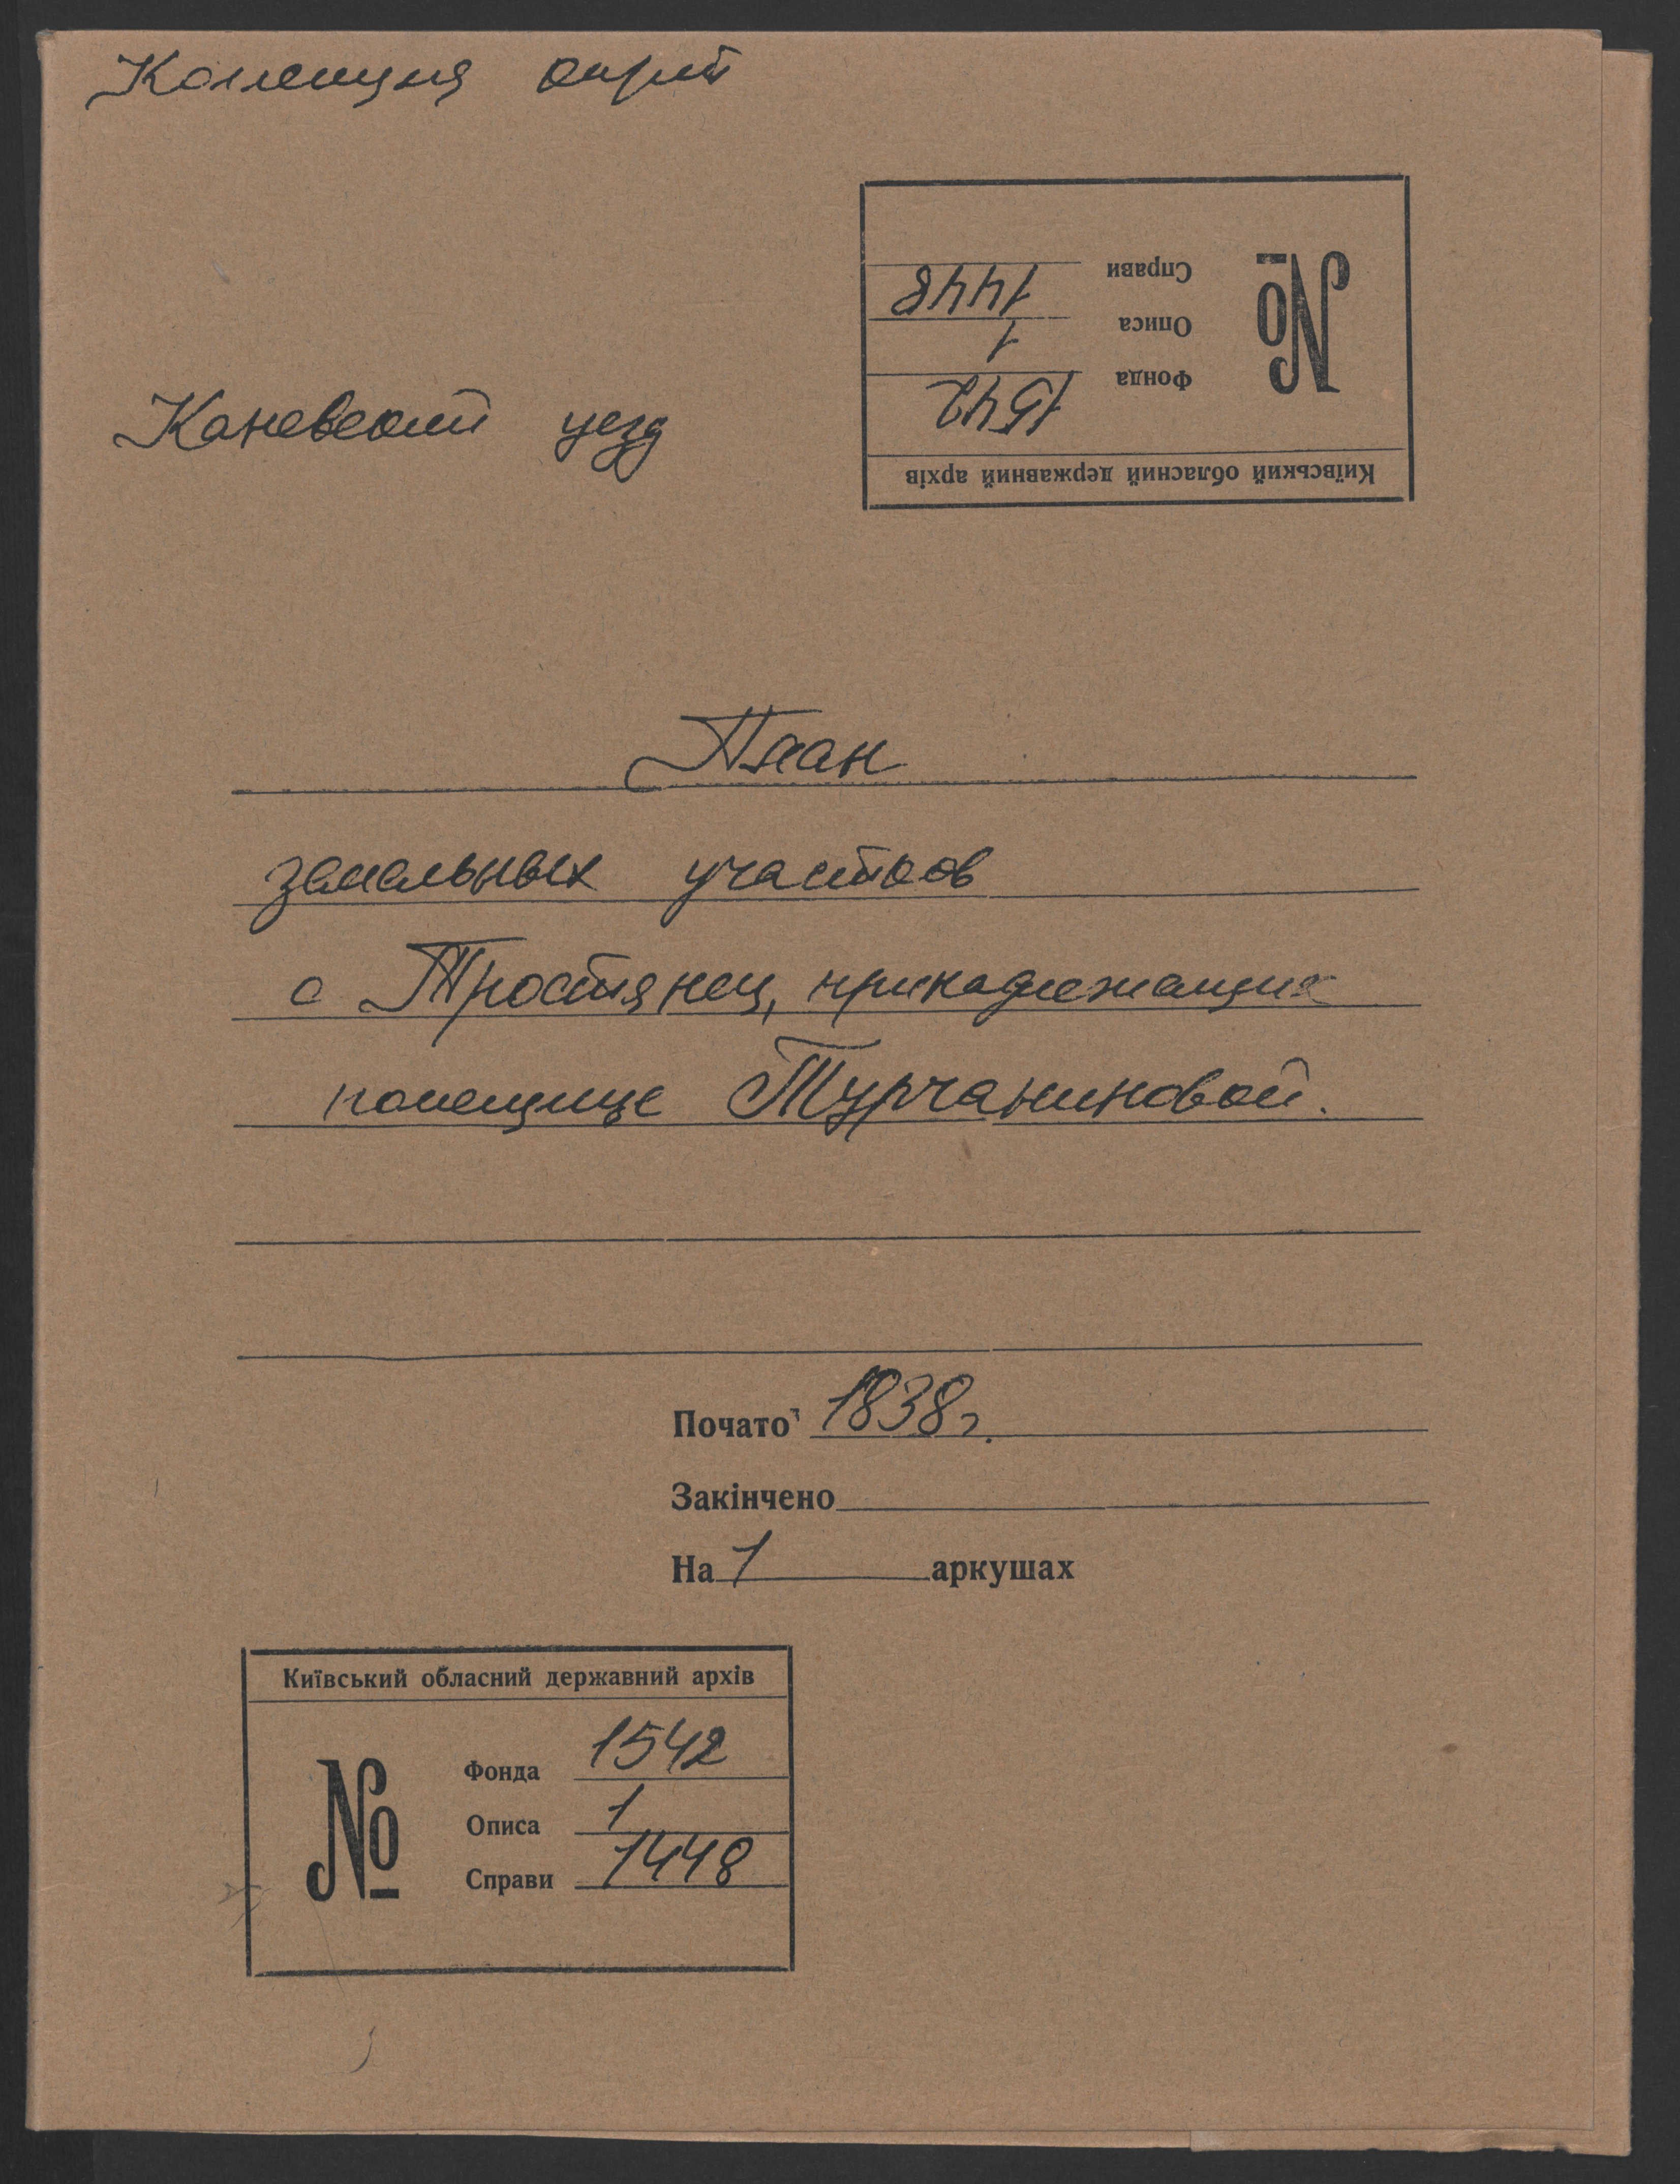 Коллекция карт
Справи 1448
Описа 1
Фонда 1542
№
Київський обласний державний архів
Каневский уезд
План
земельных участков
с Тростянец, принадлежащих
помещице Турчаниновой.
Почато 1838г.
Закінчено
На 1 аркушах
Київський обласний державний архів
№
Фонда 1542
Описа 1
Справи 1448